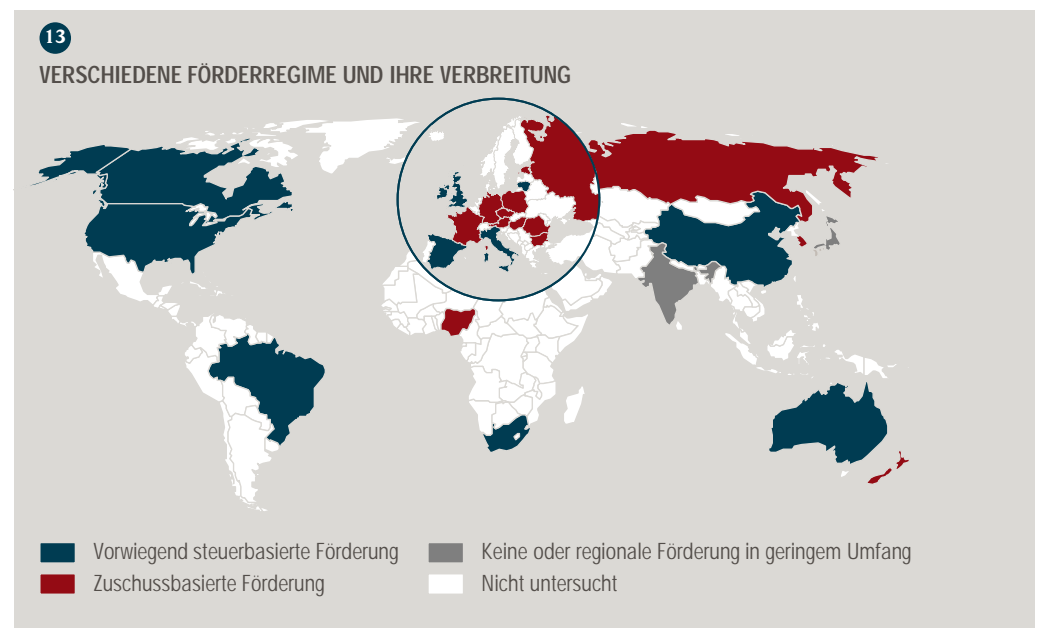 13
VERSCHIEDENE FÖRDERREGIME UND IHRE VERBREITUNG
Vorwiegend steuerbasierte Förderung
Keine oder regionale Förderung in geringem Umfang
Zuschussbasierte Förderung
Nicht untersucht